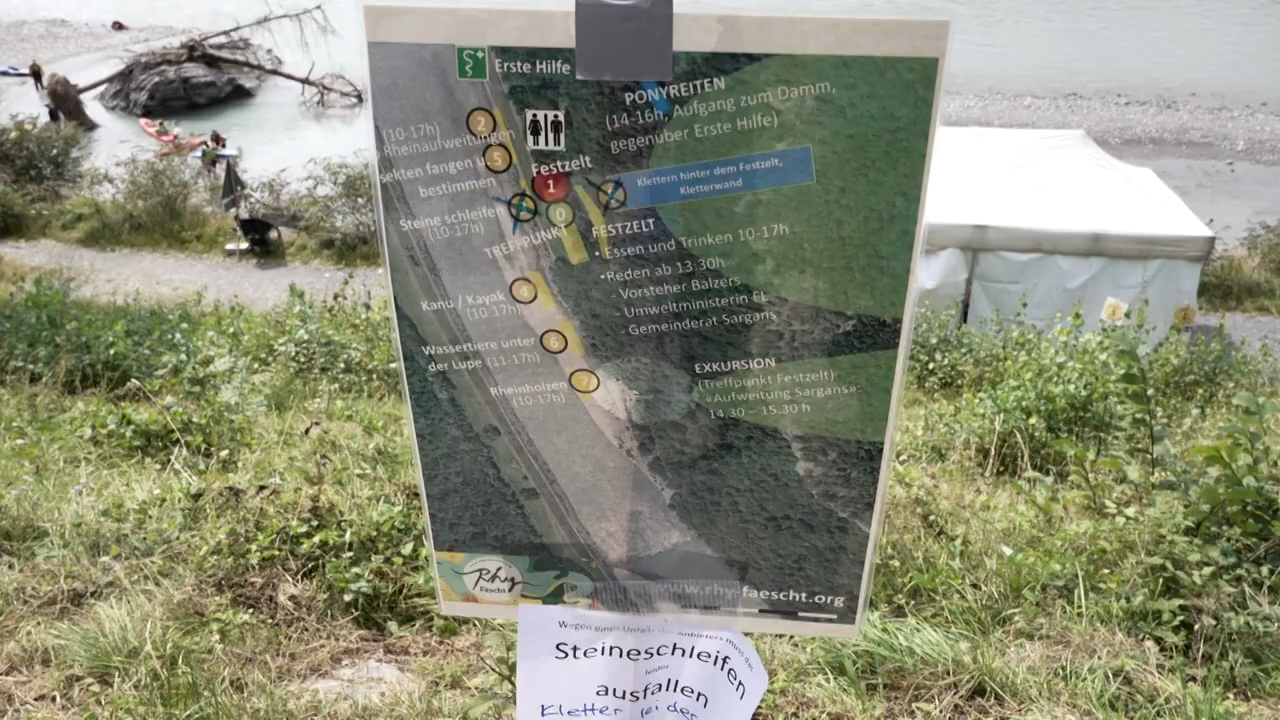 Erste Hilfe
PONYREITEN
(14-16h, Aufgang zum Damm,
gegenüber Erste Hilfe)
2
(10-17h)
Rheinaufweitungen
5
sekten fangen u
bestimmen
Festzelt
1
Klettern hinter dem Festzelt,
Kletterwand
Steine schleifen
(10-17h)
0
TREFFPUNKT
FESTZELT
•Essen und Trinken 10-17h
•Reden ab 13:30h
- Vorsteher Balzers
- Umweltministerin FL
- Gemeinderat Sargans
4
Kanu / Kayak
(10-17h)
6
Wassertiere unter
der Lupe (11-17h)
7
Rheinholzen
(10-17h)
EXKURSION
(Treffpunkt Festzelt)
«Aufweitung Sargans»:
14.30 – 15.30 h
Rhy
Fäscht
www.rhy-faescht.org
Wegen eines Unfalls des Anbieters muss das
Steineschleifen
leider
ausfallen
Kletter leider